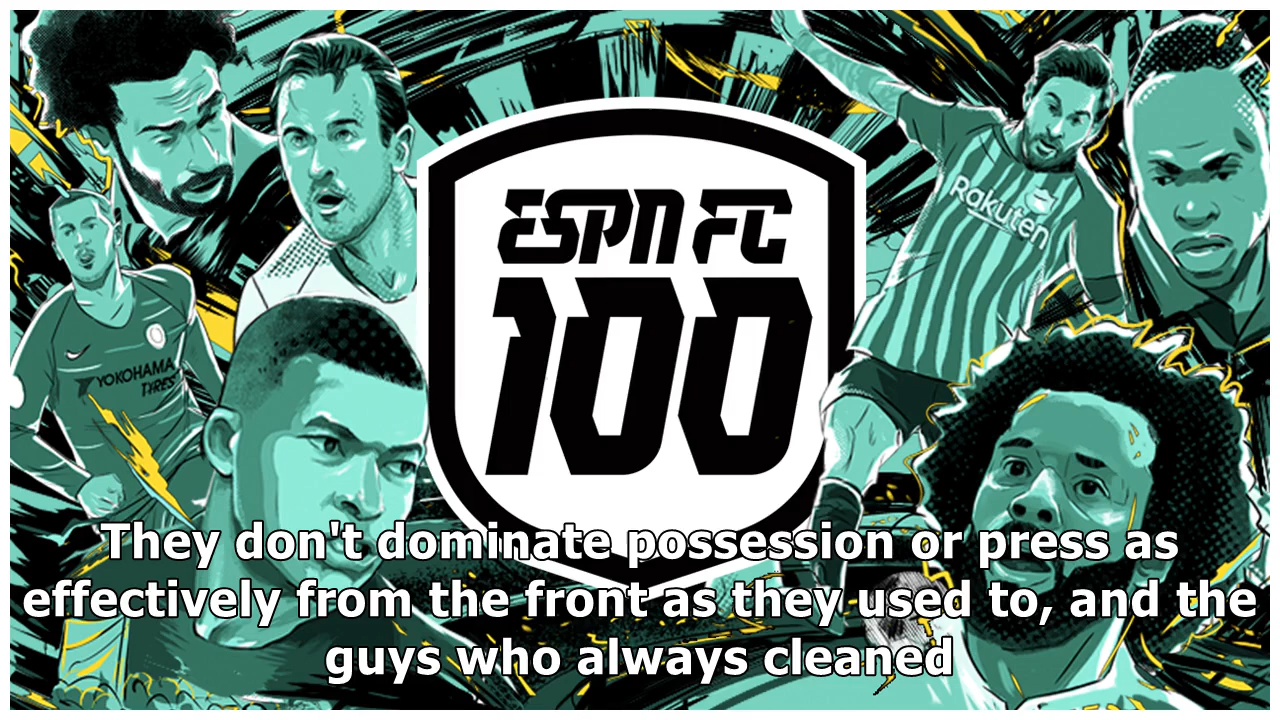 ESPN FC
100
Rakuten
YOKOHAMA
TYRES
They don't dominate possession or press as
effectively from the front as they used to, and the
guys who always cleaned